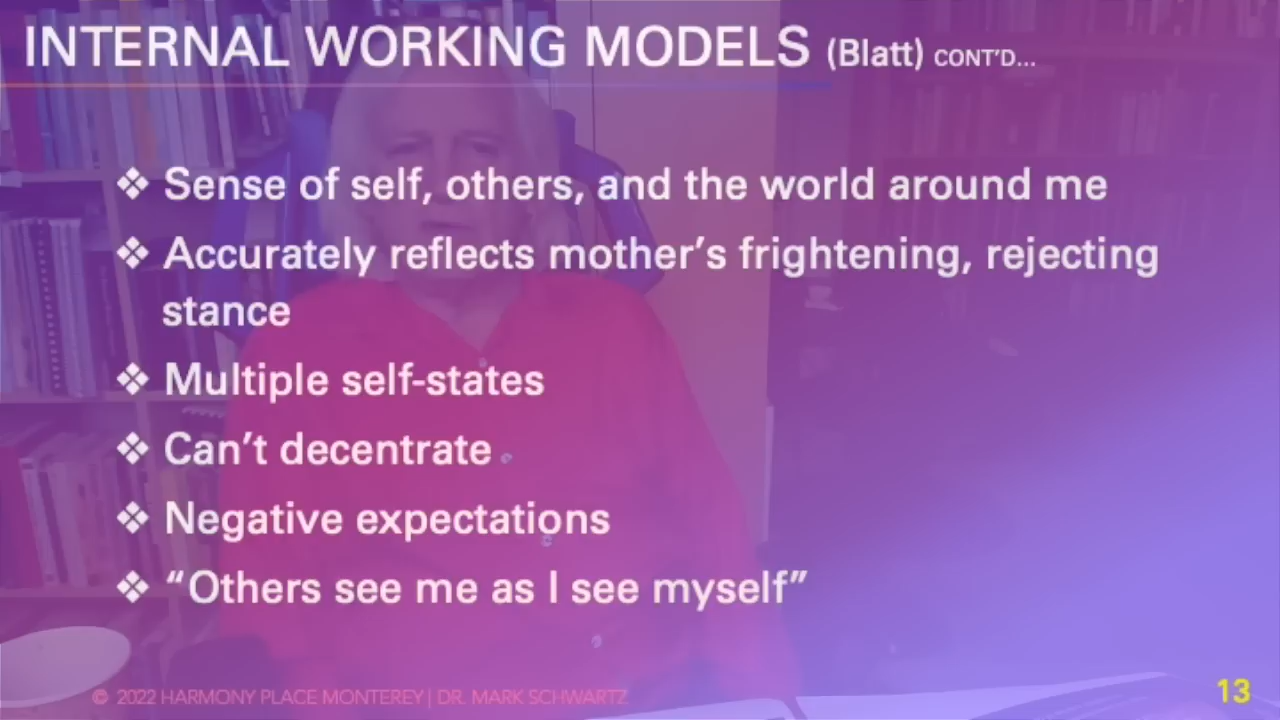 INTERNAL WORKING MODELS (Blatt) CONT'D...
❖ Sense of self, others, and the world around me
❖ Accurately reflects mother's frightening, rejecting
stance
❖ Multiple self-states
❖ Can't decentrate
❖ Negative expectations
❖ "Others see me as I see myself"
© 2022 HARMONY PLACE MONTEREY | DR. MARK SCHWARTZ
13